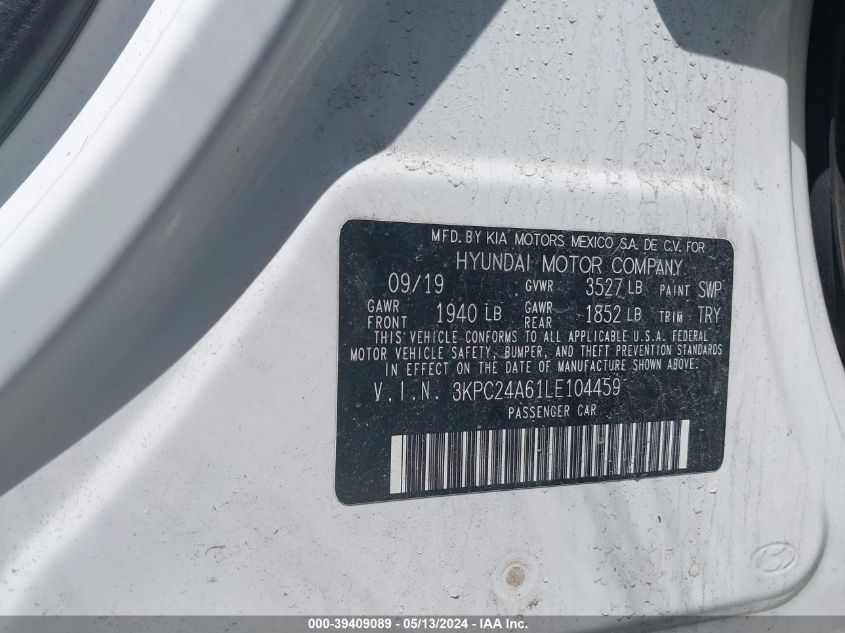 MFD. BY KIA MOTORS MEXICO S.A. DE C.V. FOR
HYUNDAI MOTOR COMPANY
09/19 GVWR 3527 LB PAINT SWP
GAWR FRONT 1940 LB GAWR REAR 1852 LB TRIM TRY
THIS VEHICLE CONFORMS TO ALL APPLICABLE U.S.A. FEDERAL
MOTOR VEHICLE SAFETY, BUMPER, AND THEFT PREVENTION STANDARDS
IN EFFECT ON THE DATE OF MANUFACTURE SHOWN ABOVE.
V.I.N. 3KPC24A61LE104459
PASSENGER CAR
000-39409089 - 05/13/2024 - IAA Inc.